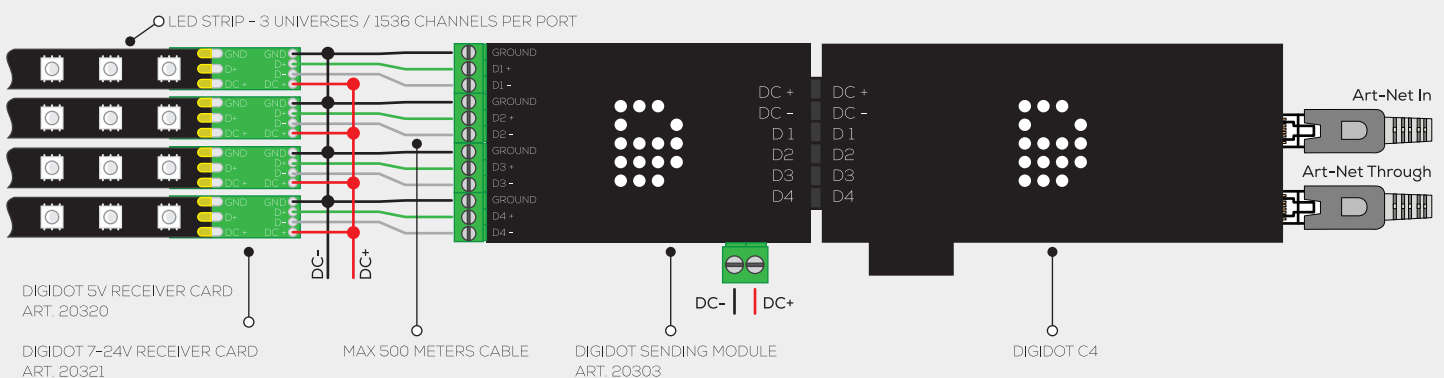 LED STRIP - 3 UNIVERSES / 1536 CHANNELS PER PORT
GND GND
D+ D+
D-
DC + DC +
GND GND
D+ D+
D-
DC + DC +
GND GND
D+ D+
D-
DC + DC +
GND GND
D+ D+
D-
DC + DC +
DC-
DC+
GROUND
D1 +
D1 -
GROUND
D2 +
D2 -
GROUND
D3 +
D3 -
GROUND
D4 +
D4 -
DC +
DC -
D1
D2
D3
D4
DC +
DC -
D1
D2
D3
D4
Art-Net In
Art-Net Through
DC- DC+
DIGIDOT 5V RECEIVER CARD
ART. 20320
DIGIDOT 7-24V RECEIVER CARD
ART. 20321
MAX 500 METERS CABLE
DIGIDOT SENDING MODULE
ART. 20303
DIGIDOT C4